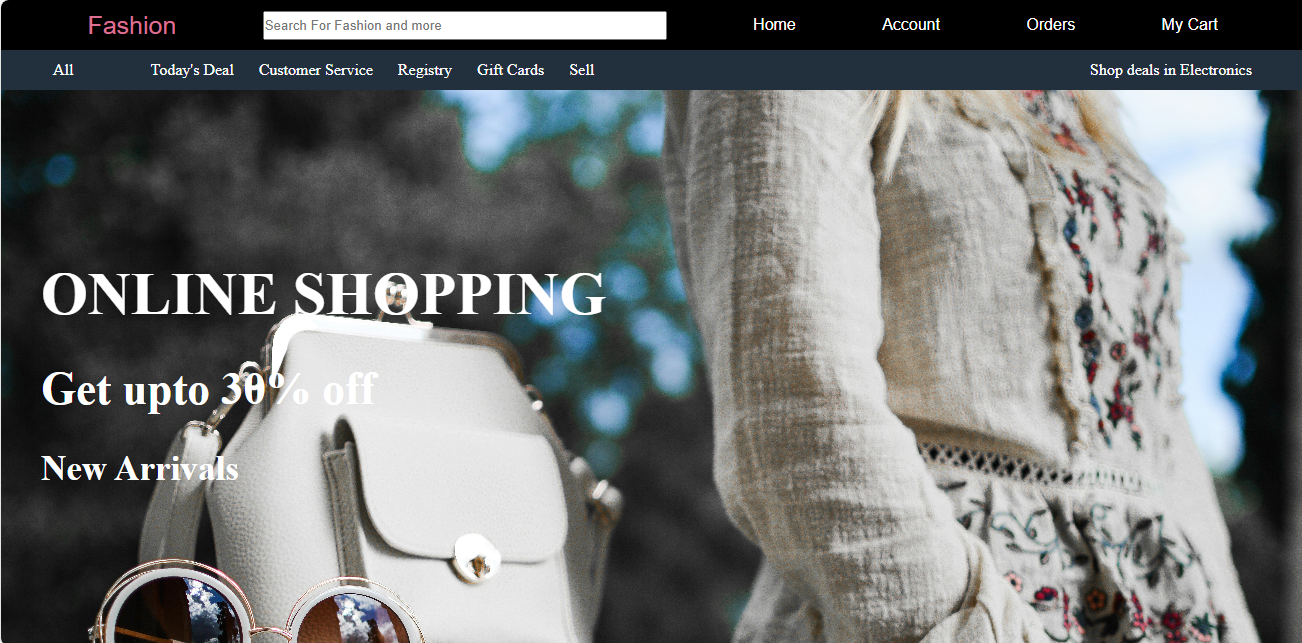 Fashion Search For Fashion and more Home Account Orders My Cart
All Today's Deal Customer Service Registry Gift Cards Sell Shop deals in Electronics
ONLINE SHOPPING
Get upto 30% off
New Arrivals